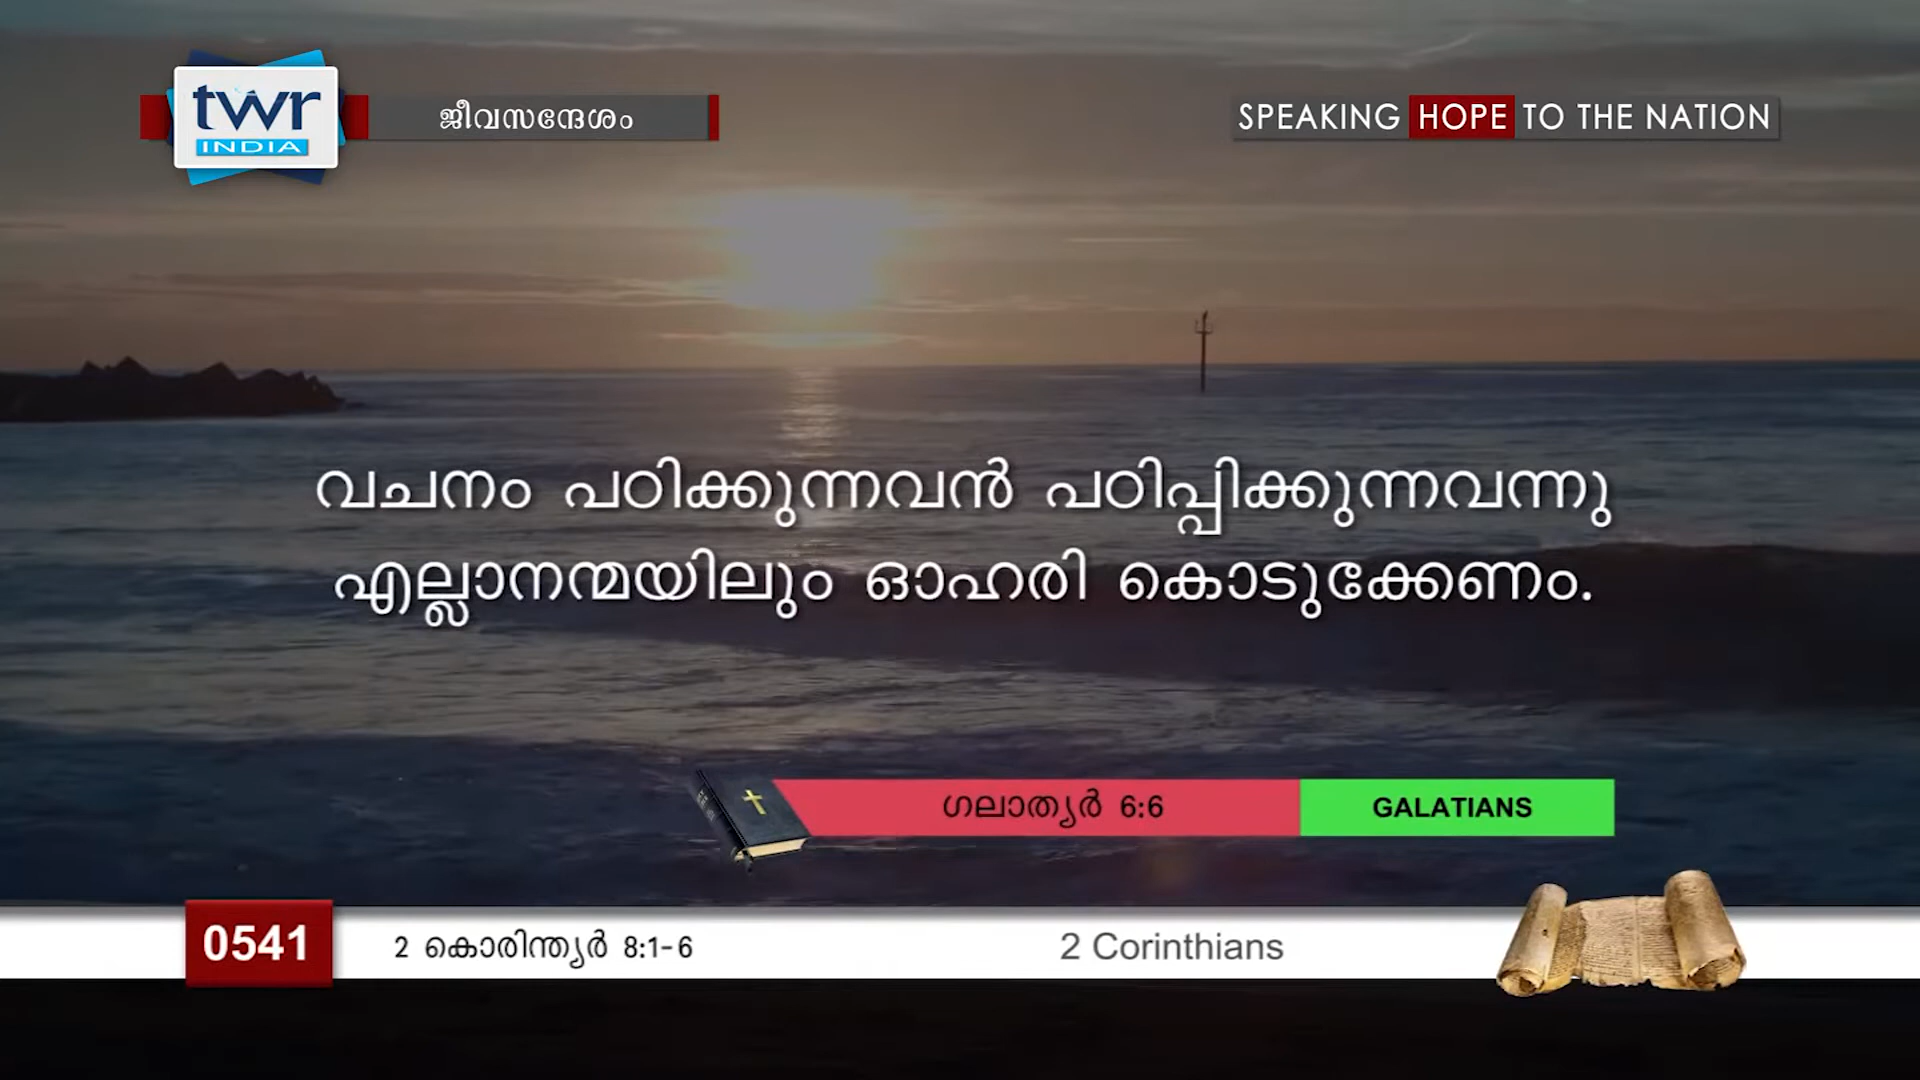 twr
INDIA
ജീവസന്ദേശം
SPEAKING HOPE TO THE NATION
വചനം പഠിക്കുന്നവൻ പഠിപ്പിക്കുന്നവന്നു
എല്ലാനന്മയിലും ഓഹരി കൊടുക്കേണം.
ഗലാത്യർ 6:6
GALATIANS
0541
2 കൊരിന്ത്യർ 8:1-6
2 Corinthians